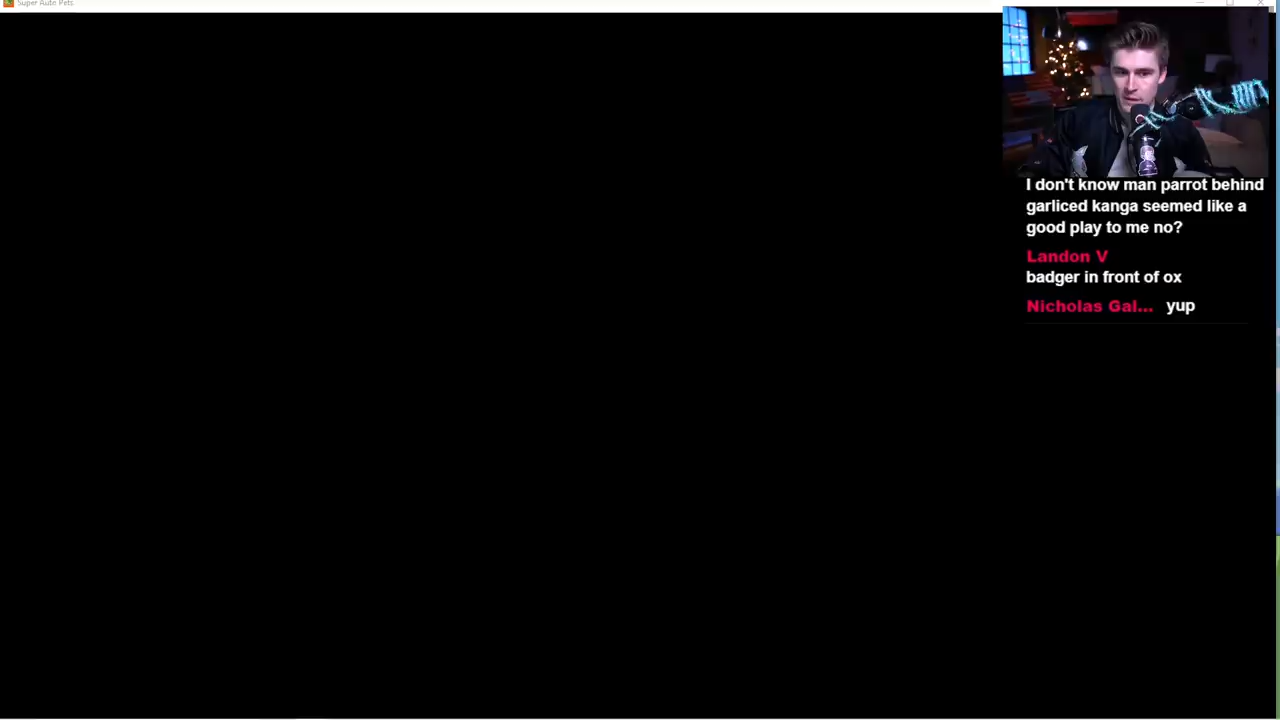 Super Auto Pets
I don't know man parrot behind
garliced kanga seemed like a
good play to me no?
Landon V
badger in front of ox
Nicholas Gal... yup